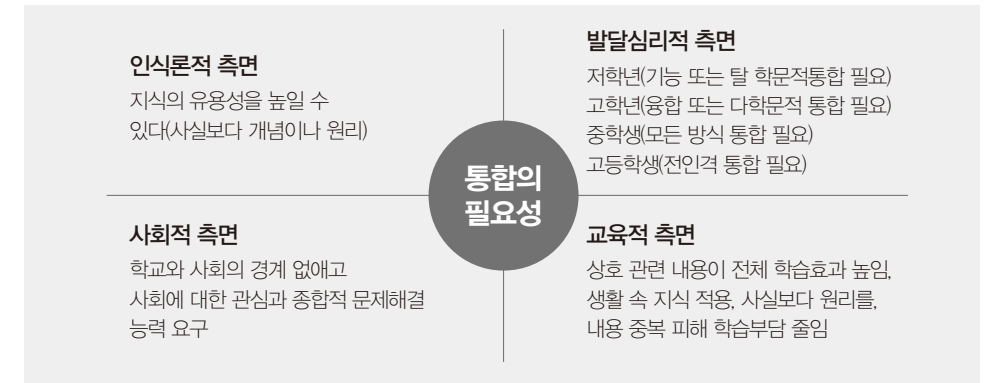 인식론적 측면
지식의 유용성을 높일 수
있다(사실보다 개념이나 원리)
발달심리적 측면
저학년(기능 또는 탈 학문적통합 필요)
고학년(융합 또는 다학문적 통합 필요)
중학생(모든 방식 통합 필요)
고등학생(전인격 통합 필요)
통합의
필요성
사회적 측면
학교와 사회의 경계 없애고
사회에 대한 관심과 종합적 문제해결
능력 요구
교육적 측면
상호 관련 내용이 전체 학습효과 높임,
생활 속 지식 적용, 사실보다 원리를,
내용 중복 피해 학습부담 줄임